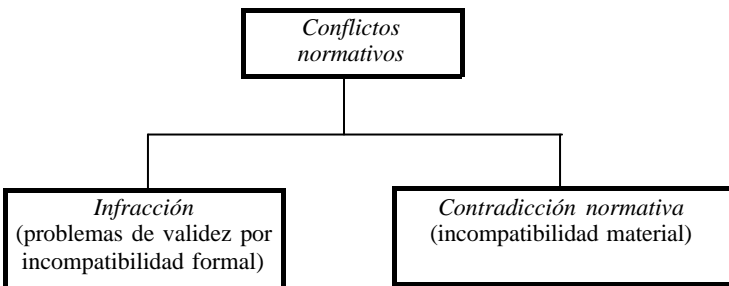 Conflictos
normativos
Infracción
(problemas de validez por
incompatibilidad formal)
Contradicción normativa
(incompatibilidad material)